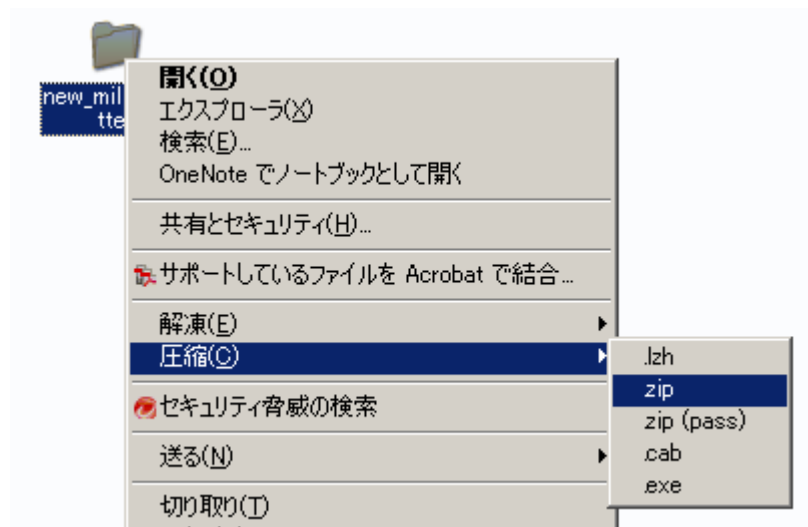 new_mil
tte
開く(O)
エクスプローラ(X)
検索(E)...
OneNote でノートブックとして開く
共有とセキュリティ(H)...
サポートしているファイルを Acrobat で結合...
解凍(E)
圧縮(C)
セキュリティ脅威の検索
送る(N)
切り取り(T)
.lzh
zip
zip (pass)
.cab
.exe